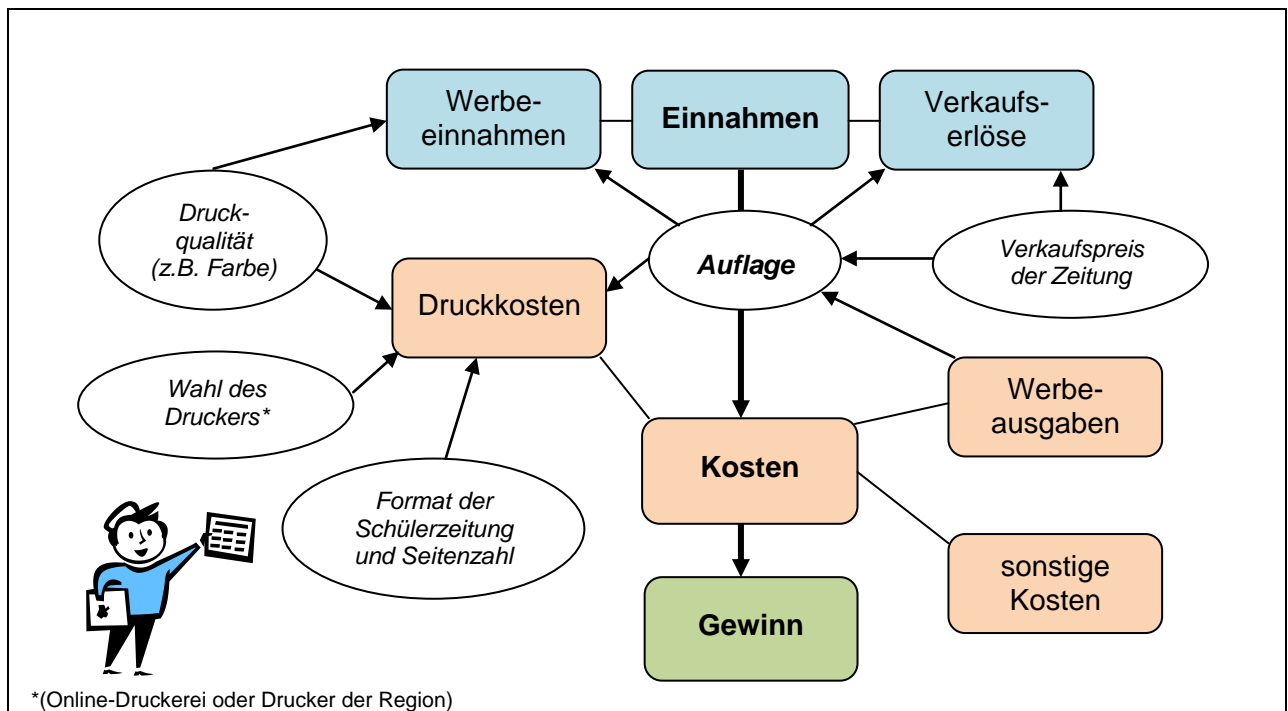 Werbe-
einnahmen
Einnahmen
Verkaufs-
erlöse
Druck-
qualität
(z.B. Farbe)
Auflage
Verkaufspreis
der Zeitung
Druckkosten
Wahl des
Druckers*
Werbe-
ausgaben
Kosten
Format der
Schülerzeitung
und Seitenzahl
sonstige
Kosten
Gewinn
*(Online-Druckerei oder Drucker der Region)